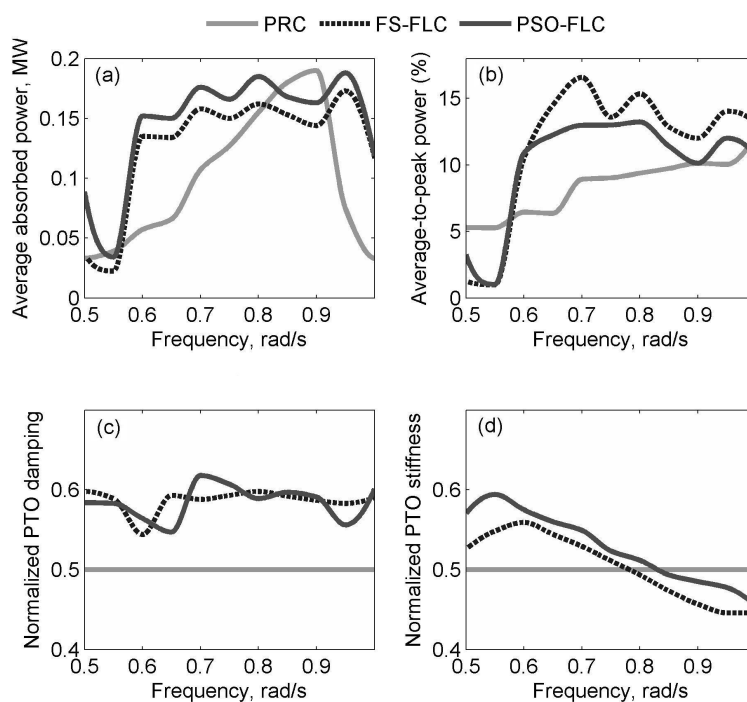 PRC FS-FLC PSO-FLC
(a)
Average absorbed power, MW
0.2
0.15
0.1
0.05
0
0.5 0.6 0.7 0.8 0.9
Frequency, rad/s
(b)
Average-to-peak power (%)
15
10
5
0
0.5 0.6 0.7 0.8 0.9
Frequency, rad/s
(c)
Normalized PTO damping
0.6
0.5
0.4
0.5 0.6 0.7 0.8 0.9
Frequency, rad/s
(d)
Normalized PTO stiffness
0.6
0.5
0.4
0.5 0.6 0.7 0.8 0.9
Frequency, rad/s